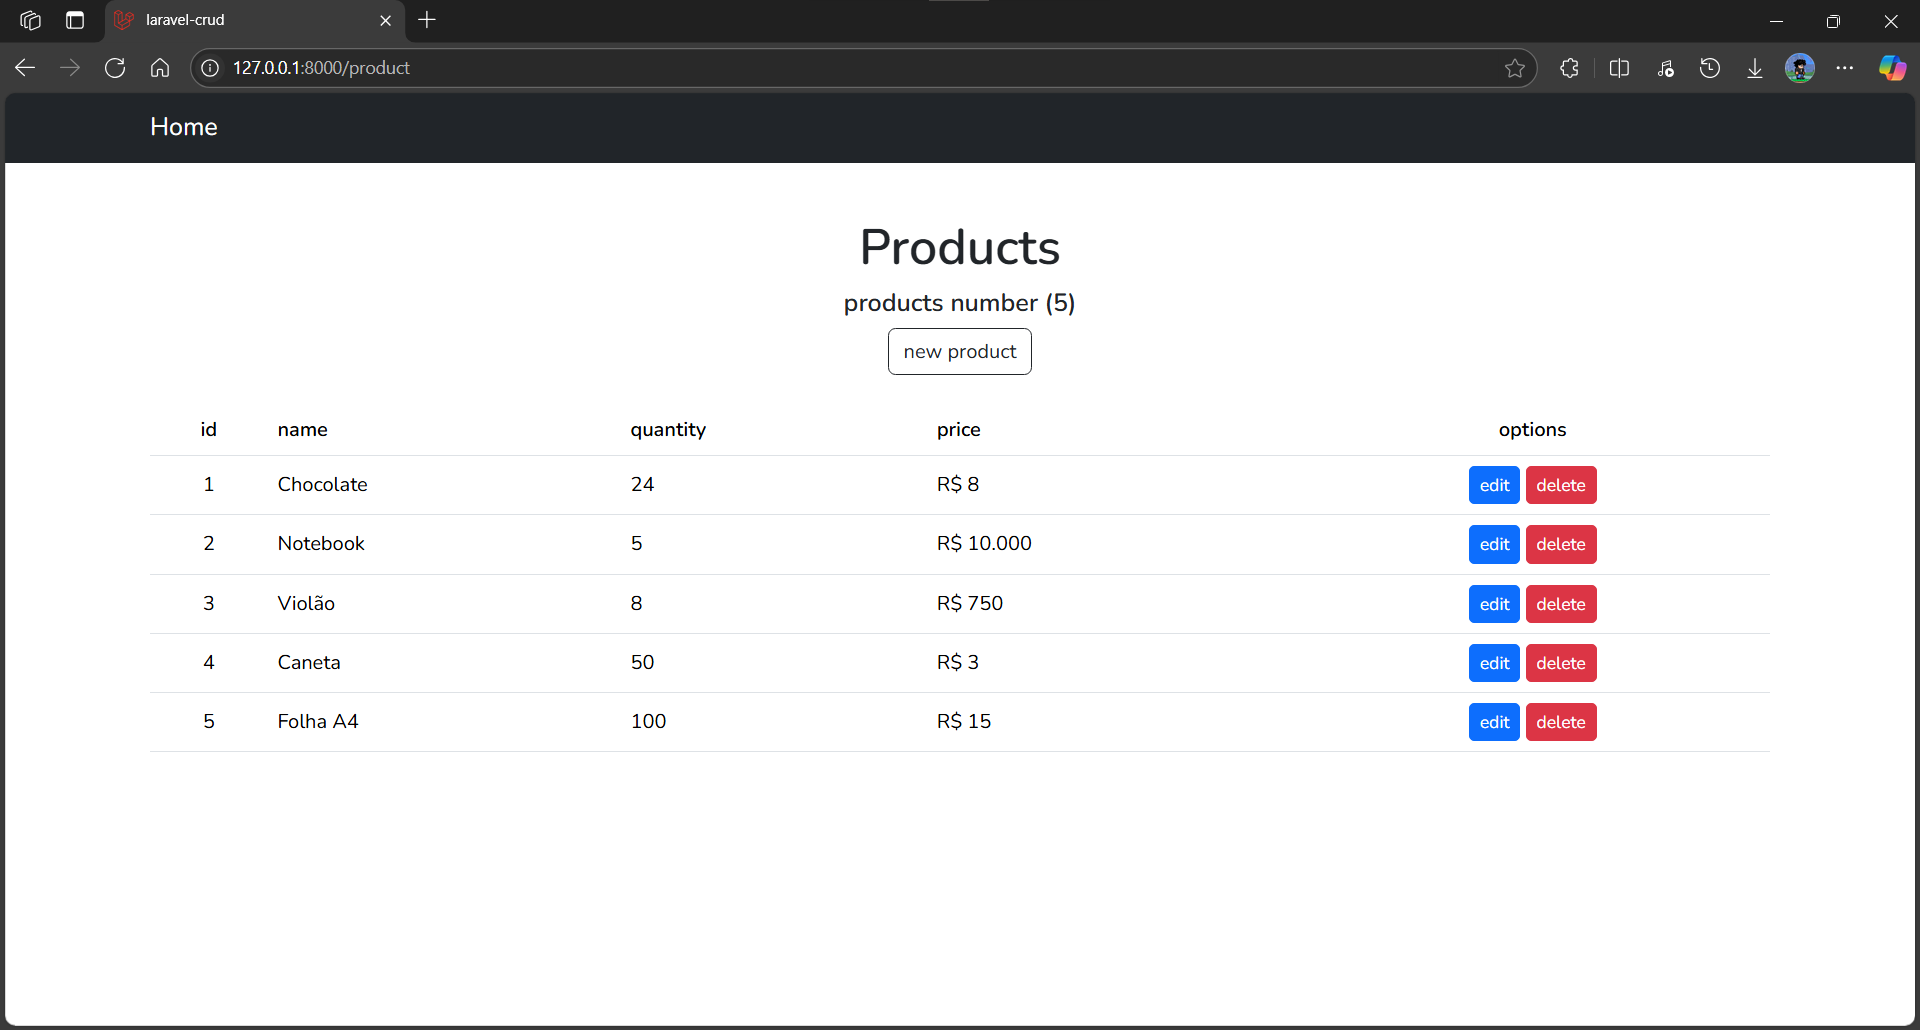 laravel-crud
127.0.0.1:8000/product
Home
Products
products number (5)
new product
id name quantity price options
1 Chocolate 24 R$ 8 edit delete
2 Notebook 5 R$ 10.000 edit delete
3 Violão 8 R$ 750 edit delete
4 Caneta 50 R$ 3 edit delete
5 Folha A4 100 R$ 15 edit delete